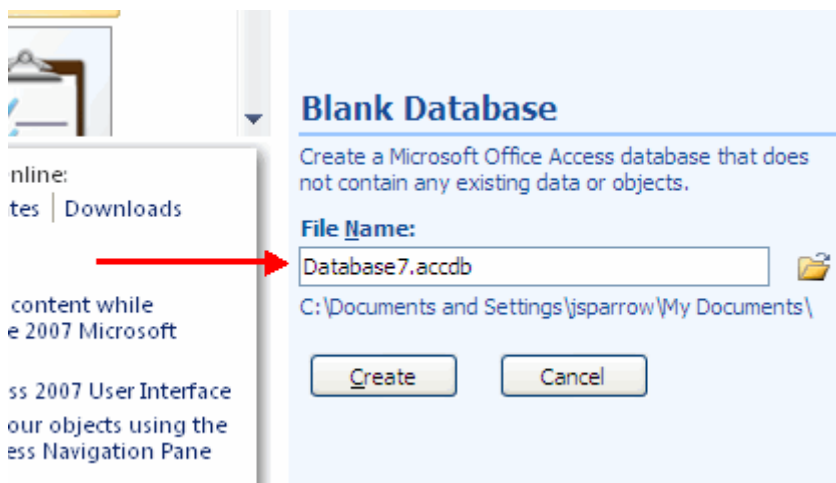 Blank Database
Create a Microsoft Office Access database that does
not contain any existing data or objects.
File Name:
Database7.accdb
C:\Documents and Settings\jsparrow\My Documents\
Create
Cancel
nline:
tes | Downloads
content while
e 2007 Microsoft
ss 2007 User Interface
our objects using the
ess Navigation Pane